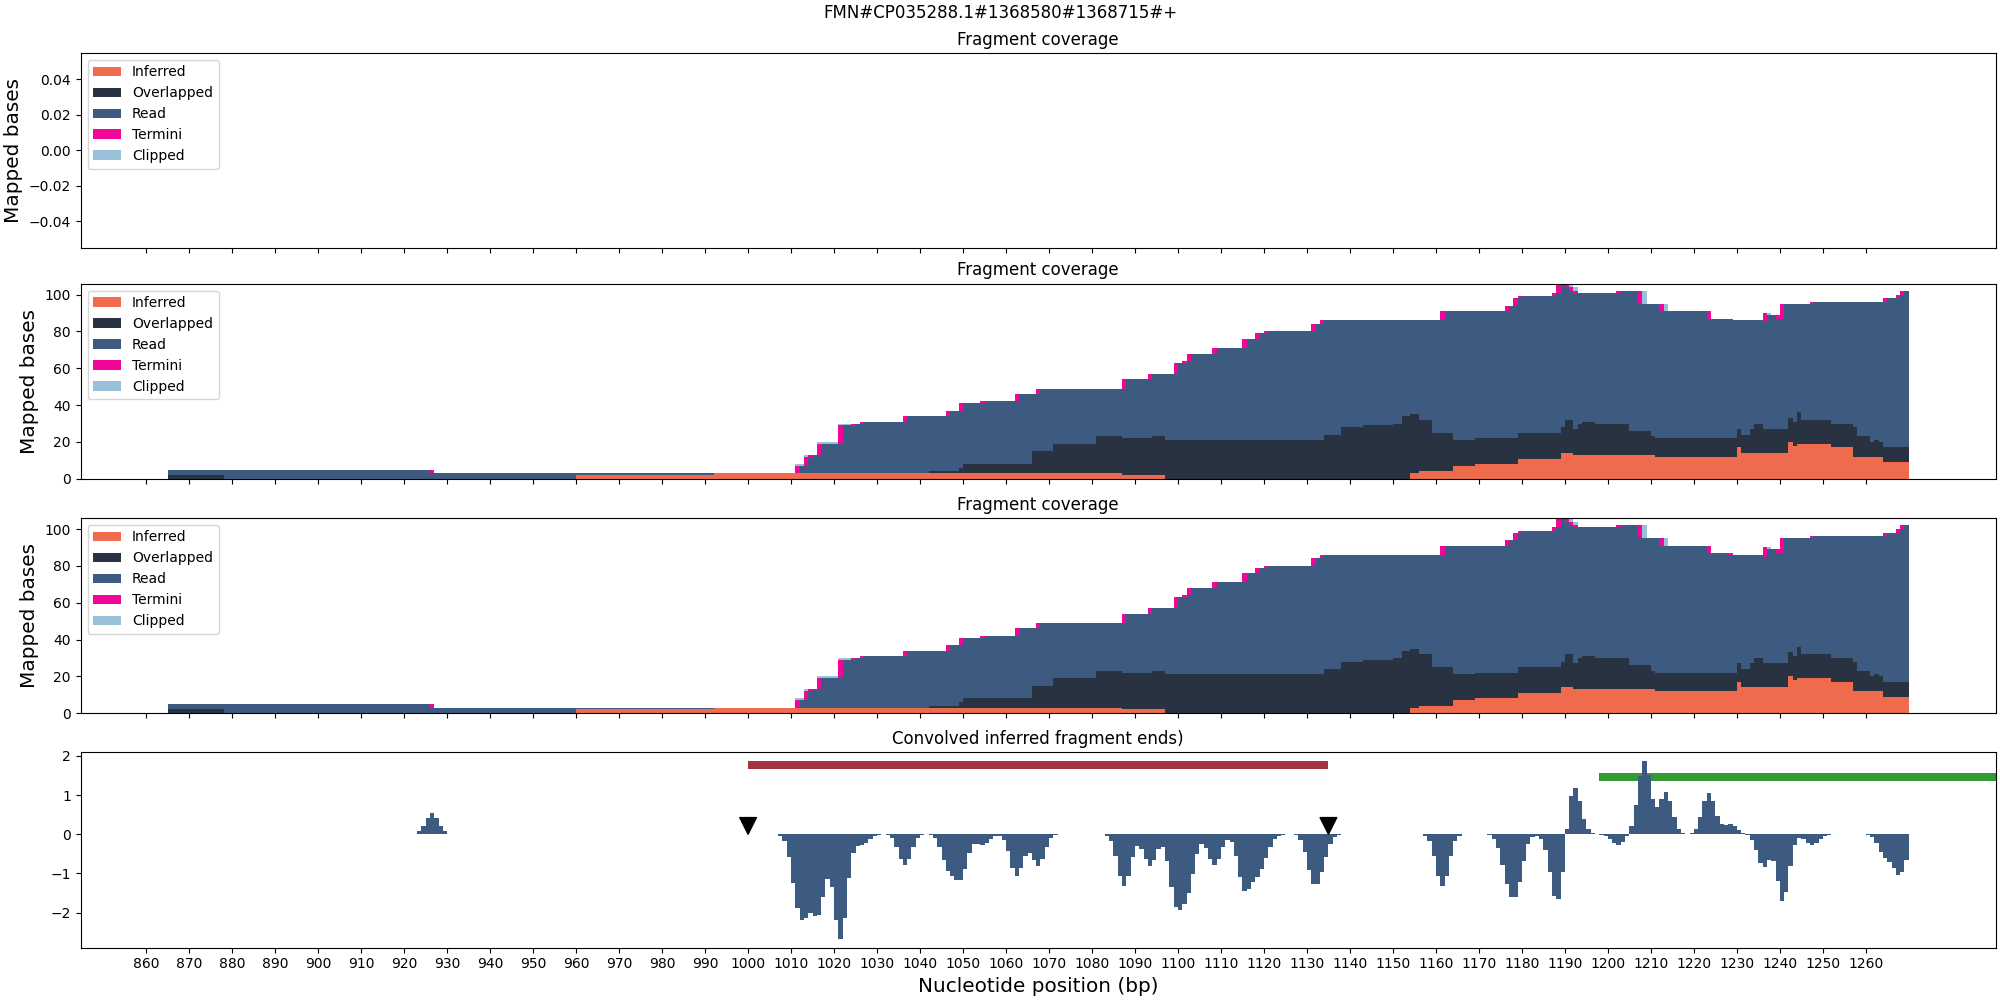 FMN#CP035288.1#1368580#1368715#+
Fragment coverage
Mapped bases
0.04
0.02
0.00
−0.02
−0.04
Inferred
Overlapped
Read
Termini
Clipped
Fragment coverage
Mapped bases
100
80
60
40
20
0
Inferred
Overlapped
Read
Termini
Clipped
Fragment coverage
Mapped bases
100
80
60
40
20
0
Inferred
Overlapped
Read
Termini
Clipped
Convolved inferred fragment ends)
2
1
0
−1
−2
860 870 880 890 900 910 920 930 940 950 960 970 980 990 1000 1010 1020 1030 1040 1050 1060 1070 1080 1090 1100 1110 1120 1130 1140 1150 1160 1170 1180 1190 1200 1210 1220 1230 1240 1250 1260
Nucleotide position (bp)